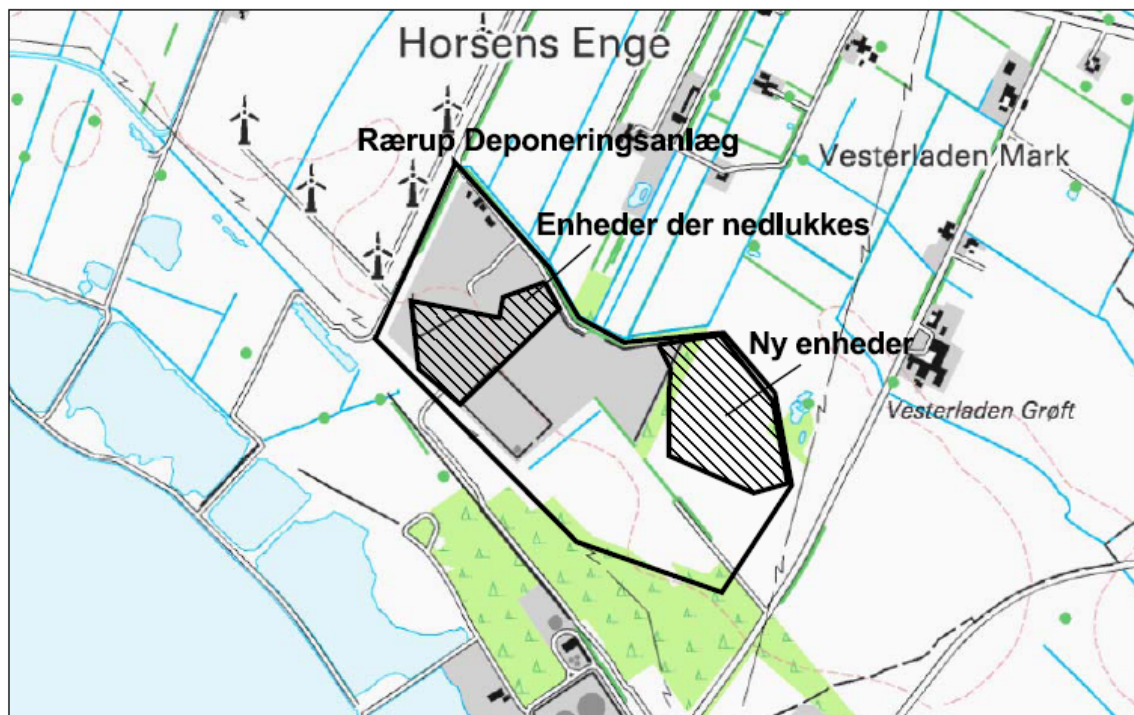 Horsens Enge
Rærup Deponeringsanlæg
Vesterladen Mark
Enheder der nedlukkes
Ny enheder
Vesterladen Grøft